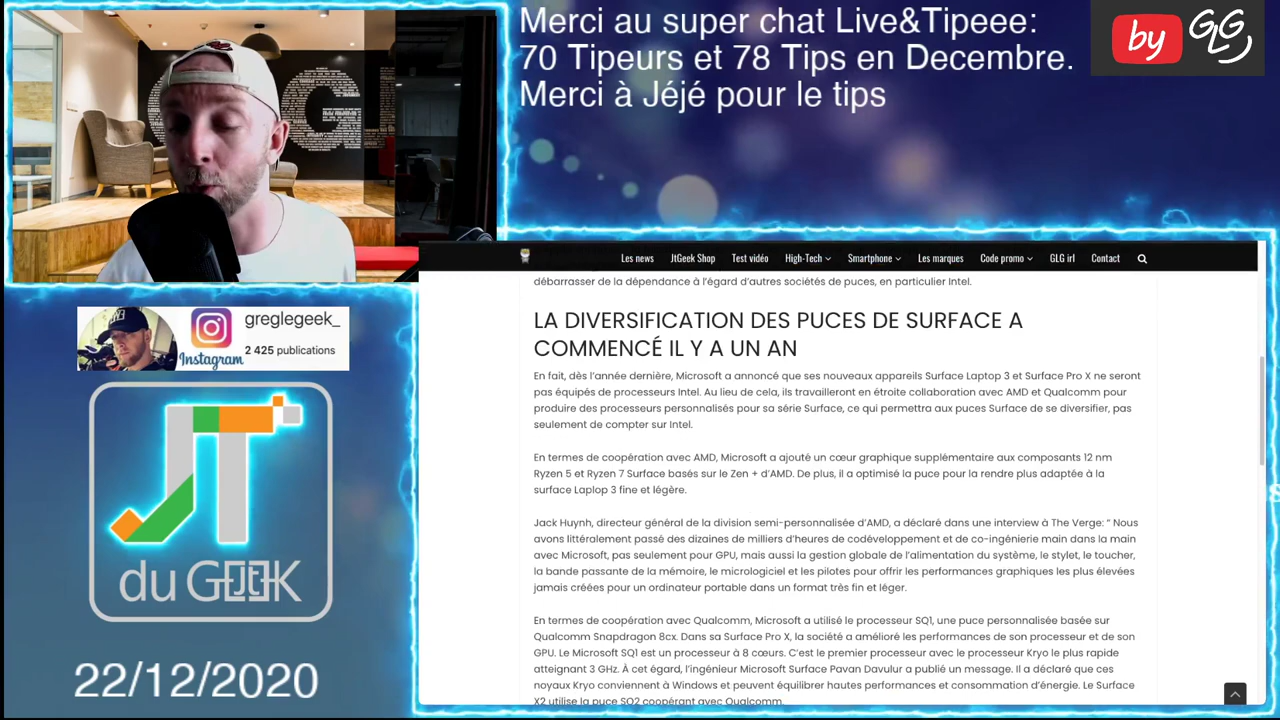 Merci au super chat Live&Tipeee:
70 Tipeurs et 78 Tips en Decembre.
Merci à Jéjé pour le tips
by GLG
Les news JtGeek Shop Test vidéo High-Tech Smartphone Les marques Code promo GLG irl Contact
débarrasser de la dépendance à l'égard d'autres sociétés de puces, en particulier Intel.
LA DIVERSIFICATION DES PUCES DE SURFACE A
COMMENCÉ IL Y A UN AN
En fait, dès l'année dernière, Microsoft a annoncé que ses nouveaux appareils Surface Laptop 3 et Surface Pro X ne seront
pas équipés de processeurs Intel. Au lieu de cela, ils travailleront en étroite collaboration avec AMD et Qualcomm pour
produire des processeurs personnalisés pour sa série Surface, ce qui permettra aux puces Surface de se diversifier, pas
seulement de compter sur Intel.
En termes de coopération avec AMD, Microsoft a ajouté un cœur graphique supplémentaire aux composants 12 nm
Ryzen 5 et Ryzen 7 Surface basés sur le Zen + d'AMD. De plus, il a optimisé la puce pour la rendre plus adaptée à la
surface Laplop 3 fine et légère.
Jack Huynh, directeur général de la division semi-personnalisée d'AMD, a déclaré dans une interview à The Verge: " Nous
avons littéralement passé des dizaines de milliers d'heures de codéveloppement et de co-ingénierie main dans la main
avec Microsoft, pas seulement pour GPU, mais aussi la gestion globale de l'alimentation du système, le stylet, le toucher,
la bande passante de la mémoire, le micrologiciel et les pilotes pour offrir les performances graphiques les plus élevées
jamais créées pour un ordinateur portable dans un format très fin et léger.
En termes de coopération avec Qualcomm, Microsoft a utilisé le processeur SQ1, une puce personnalisée basée sur
Qualcomm Snapdragon 8cx. Dans sa Surface Pro X, la société a amélioré les performances de son processeur et de son
GPU. Le Microsoft SQ1 est un processeur à 8 cœurs. C'est le premier processeur avec le processeur Kryo le plus rapide
atteignant 3 GHz. À cet égard, l'ingénieur Microsoft Surface Pavan Davulur a publié un message. Il a déclaré que ces
noyaux Kryo conviennent à Windows et peuvent équilibrer hautes performances et consommation d'énergie. Le Surface
X2 utilise la puce SQ2 coopérant avec Qualcomm.
greglegeek_
Instagram
2 425 publications
JT
du GEEK
22/12/2020